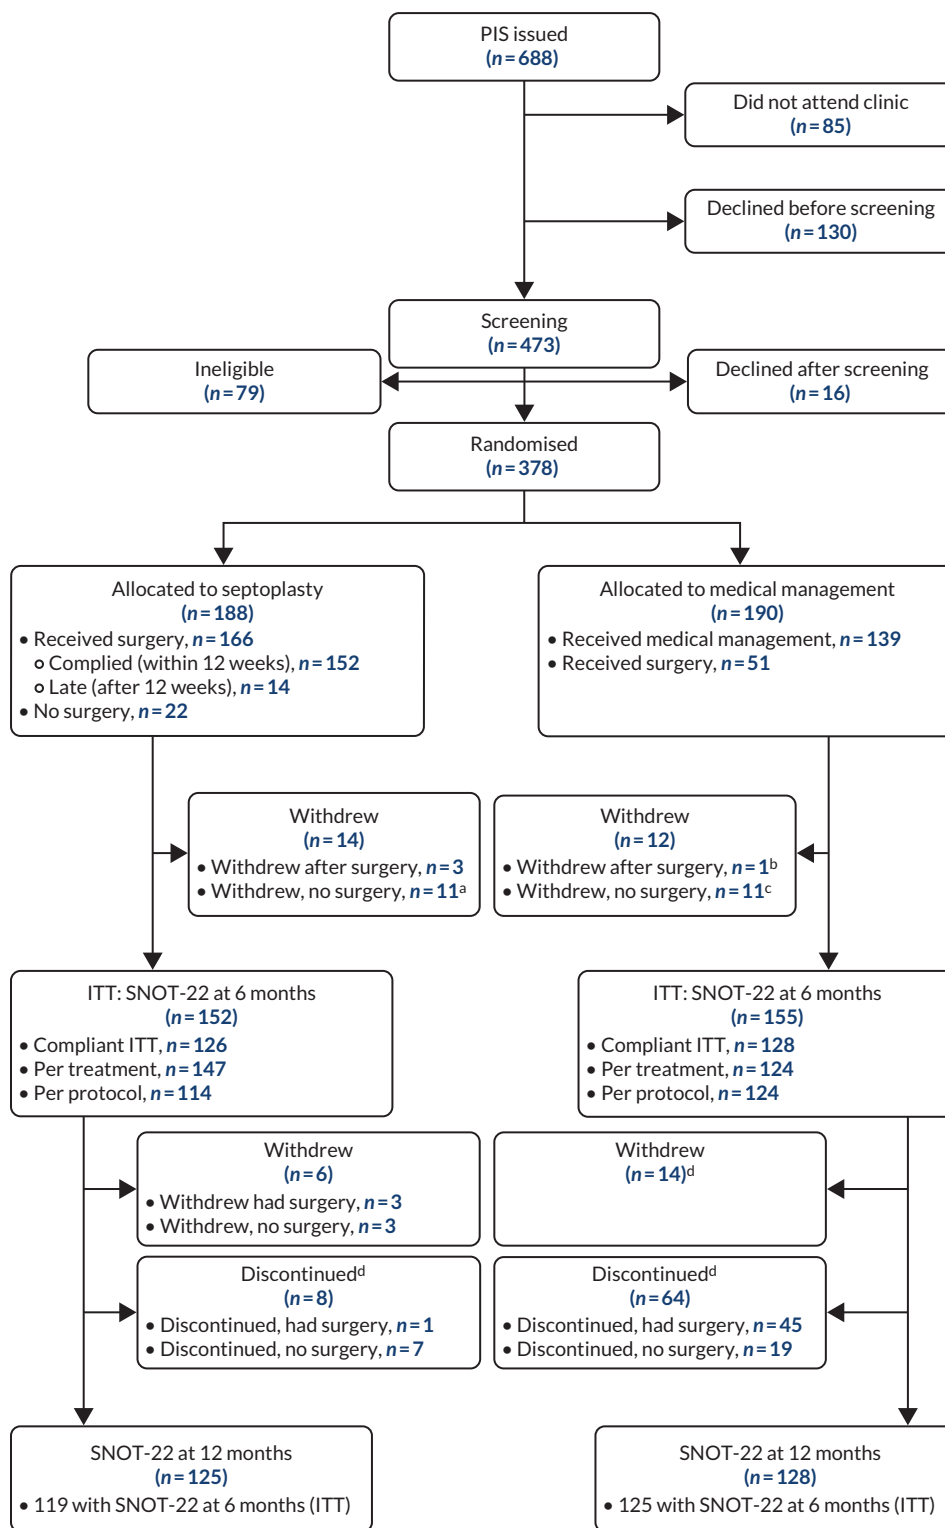 PIS issued
(n=688)
Did not attend clinic
(n=85)
Declined before screening
(n=130)
Screening
(n=473)
Ineligible
(n=79)
Declined after screening
(n=16)
Randomised
(n=378)
Allocated to septoplasty
(n=188)
• Received surgery, n=166
o Complied (within 12 weeks), n=152
o Late (after 12 weeks), n=14
• No surgery, n=22
Allocated to medical management
(n=190)
• Received medical management, n=139
• Received surgery, n=51
Withdrew
(n=14)
• Withdrew after surgery, n=3
• Withdrew, no surgery, n=11a
Withdrew
(n=12)
• Withdrew after surgery, n=1b
• Withdrew, no surgery, n=11c
ITT: SNOT-22 at 6 months
(n=152)
• Compliant ITT, n=126
• Per treatment, n=147
• Per protocol, n=114
ITT: SNOT-22 at 6 months
(n=155)
• Compliant ITT, n=128
• Per treatment, n=124
• Per protocol, n=124
Withdrew
(n=6)
• Withdrew had surgery, n=3
• Withdrew, no surgery, n=3
Withdrew
(n=14)d
Discontinuedd
(n=8)
• Discontinued, had surgery, n=1
• Discontinued, no surgery, n=7
Discontinuedd
(n=64)
• Discontinued, had surgery, n=45
• Discontinued, no surgery, n=19
SNOT-22 at 12 months
(n=125)
• 119 with SNOT-22 at 6 months (ITT)
SNOT-22 at 12 months
(n=128)
• 125 with SNOT-22 at 6 months (ITT)